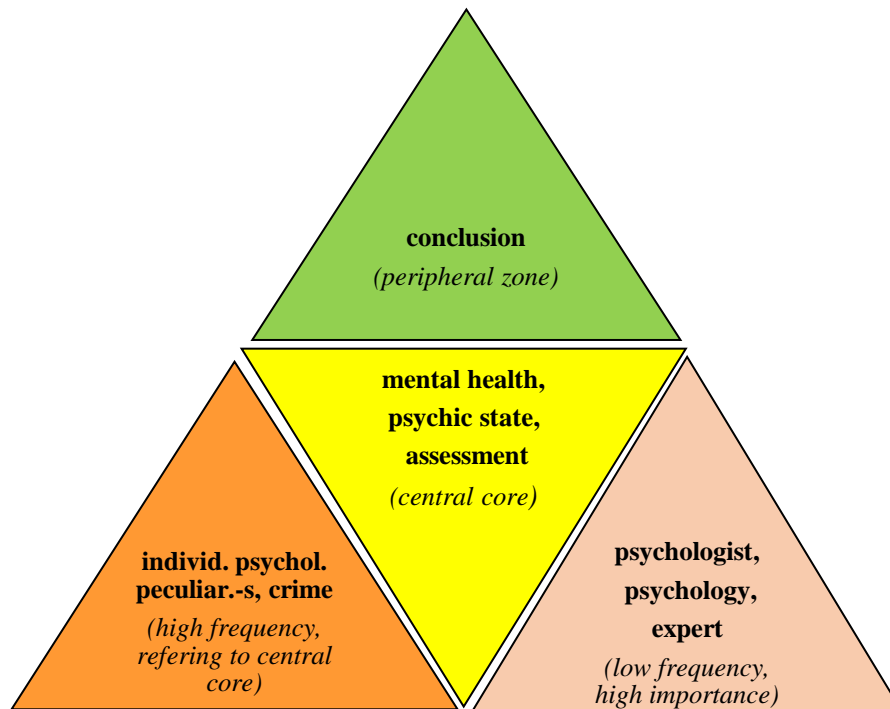 conclusion
(peripheral zone)
mental health,
psychic state,
assessment
(central core)
individ. psychol.
peculiar.-s, crime
(high frequency,
refering to central
core)
psychologist,
psychology,
expert
(low frequency,
high importance)